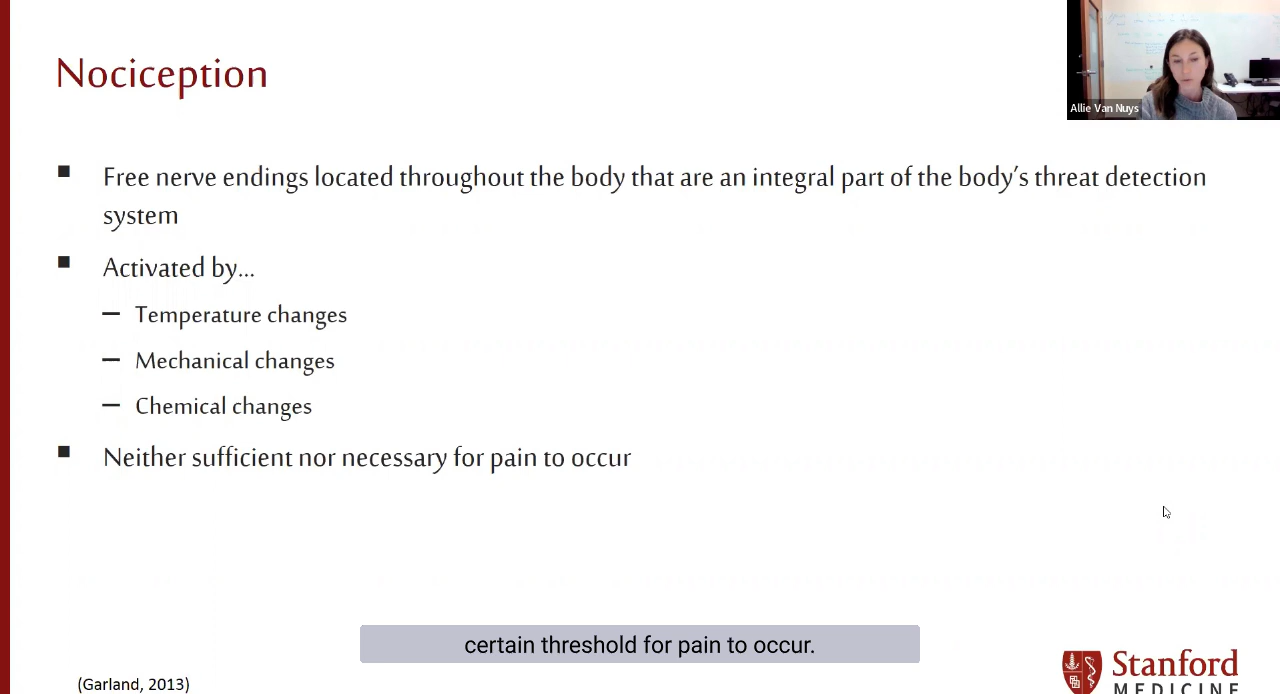 Nociception
Allie Van Nuys
■ Free nerve endings located throughout the body that are an integral part of the body's threat detection
system
■ Activated by...
– Temperature changes
– Mechanical changes
– Chemical changes
■ Neither sufficient nor necessary for pain to occur
certain threshold for pain to occur.
(Garland, 2013)
Stanford
MEDICINE